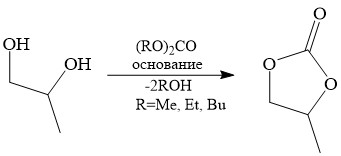 OH
OH
(RO)₂CO
основание
-2ROH
R=Me, Et, Bu
O
O
O